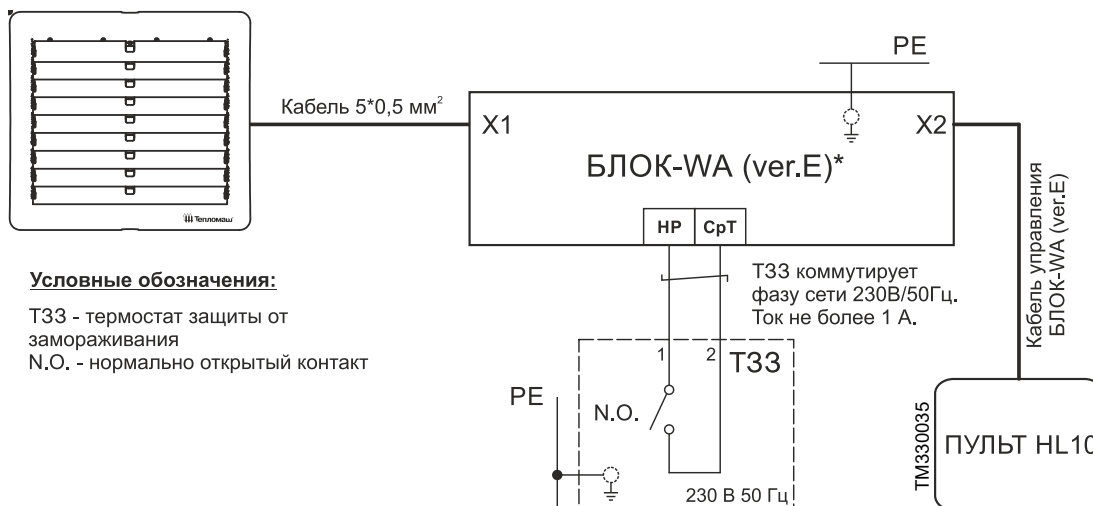 PE
Кабель 5*0,5 мм²
X1
X2
БЛОК-WA (ver.E)*
Тепломаш
НР
СрТ
Условные обозначения:
ТЗЗ - термостат защиты от
замораживания
N.O. - нормально открытый контакт
ТЗЗ коммутирует
фазу сети 230В/50Гц.
Ток не более 1 А.
Кабель управления
БЛОК-WA (ver.E)
1
2
ТЗЗ
PE
N.O.
230 В 50 Гц
TM330035
ПУЛЬТ HL10